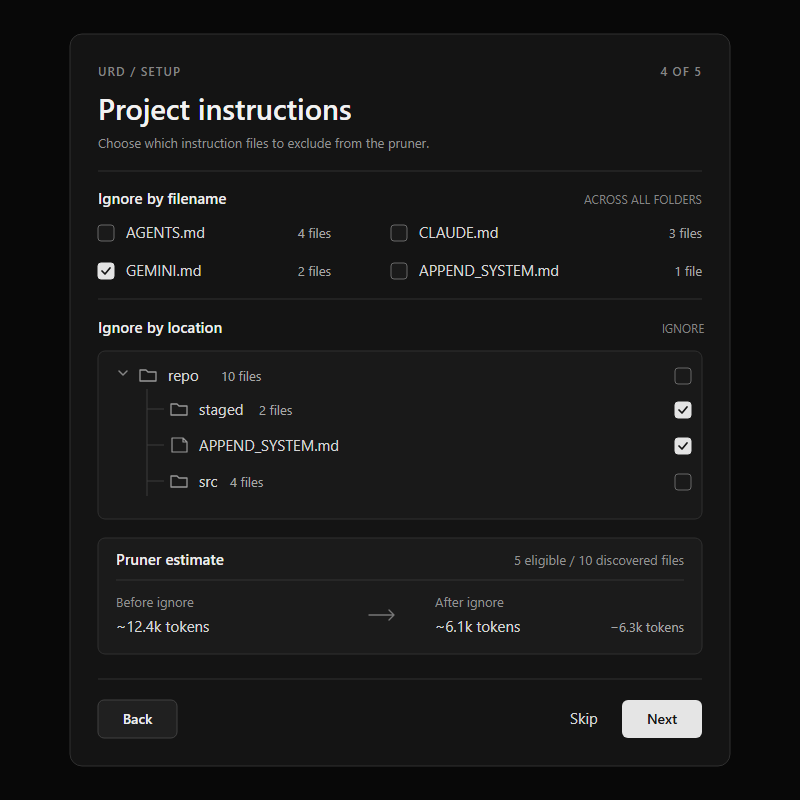 URD / SETUP 4 OF 5
Project instructions
Choose which instruction files to exclude from the pruner.
Ignore by filename ACROSS ALL FOLDERS
AGENTS.md 4 files CLAUDE.md 3 files
GEMINI.md 2 files APPEND_SYSTEM.md 1 file
Ignore by location IGNORE
repo 10 files
staged 2 files
APPEND_SYSTEM.md
src 4 files
Pruner estimate 5 eligible / 10 discovered files
Before ignore After ignore
~12.4k tokens ~6.1k tokens −6.3k tokens
Back Skip Next